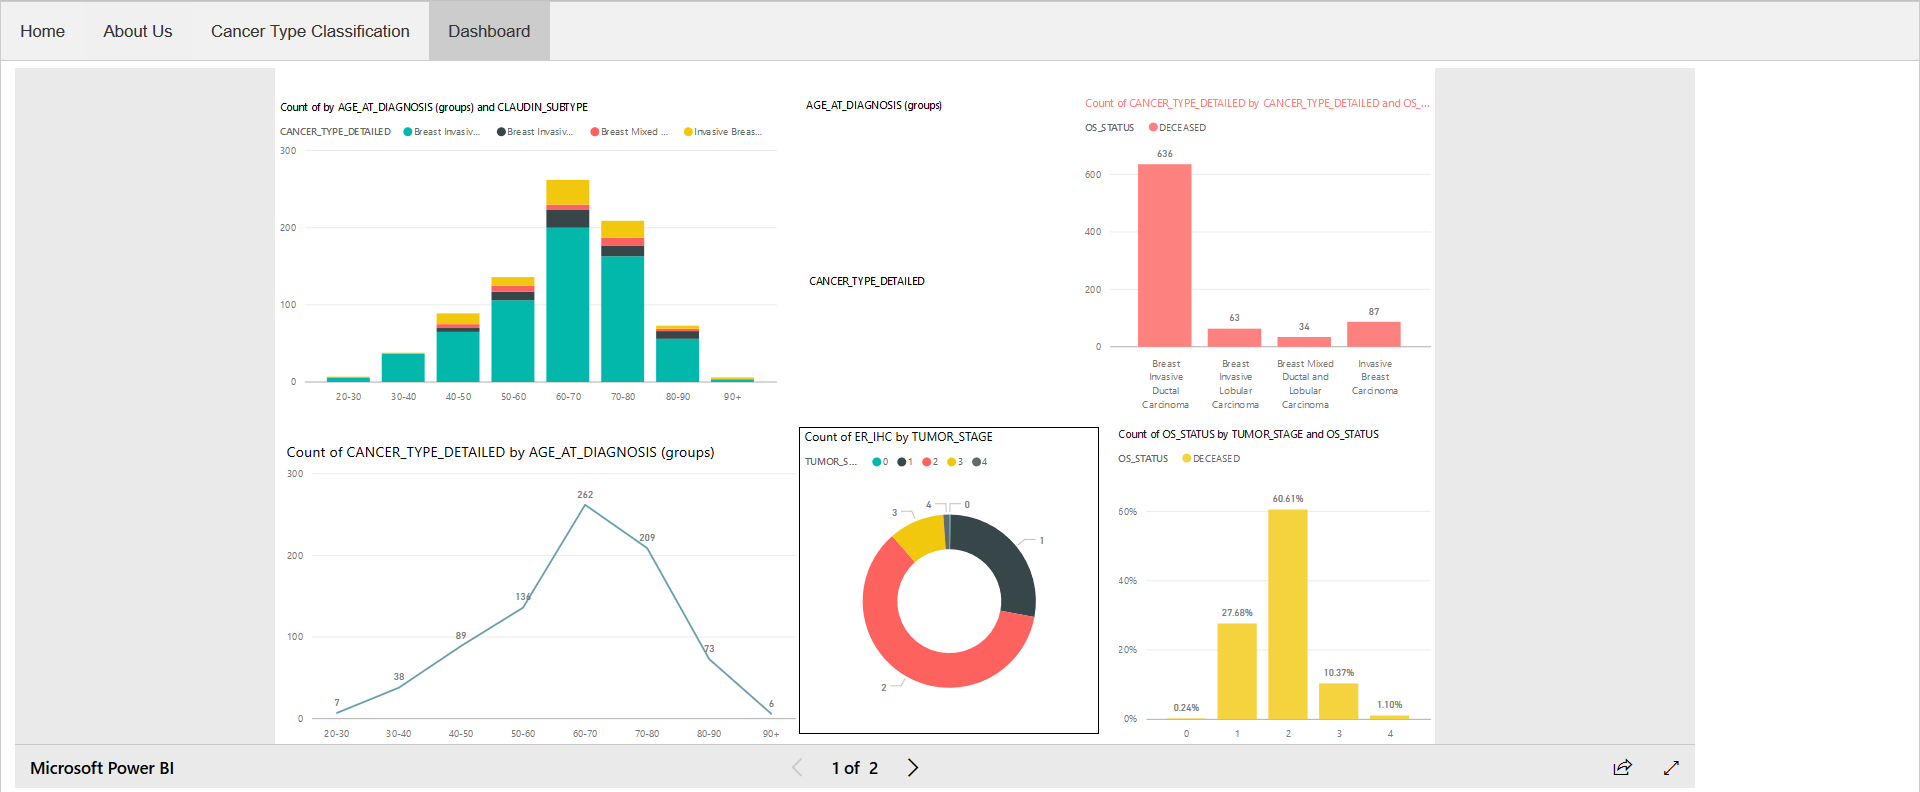 Home About Us Cancer Type Classification Dashboard
Count of by AGE_AT_DIAGNOSIS (groups) and CLAUDIN_SUBTYPE
CANCER_TYPE_DETAILED Breast Invasiv... Breast Invasiv... Breast Mixed ... Invasive Breas...
300
200
100
0
20-30 30-40 40-50 50-60 60-70 70-80 80-90 90+
AGE_AT_DIAGNOSIS (groups)
CANCER_TYPE_DETAILED
Count of CANCER_TYPE_DETAILED by CANCER_TYPE_DETAILED and OS_...
OS_STATUS DECEASED
600
400
200
0
636
63
34
87
Breast Invasive Ductal Carcinoma
Breast Invasive Lobular Carcinoma
Breast Mixed Ductal and Lobular Carcinoma
Invasive Breast Carcinoma
Count of CANCER_TYPE_DETAILED by AGE_AT_DIAGNOSIS (groups)
300
200
100
0
7
38
89
136
262
209
73
6
20-30 30-40 40-50 50-60 60-70 70-80 80-90 90+
Count of ER_IHC by TUMOR_STAGE
TUMOR_S... 0 1 2 3 4
4 0
3
1
2
Count of OS_STATUS by TUMOR_STAGE and OS_STATUS
OS_STATUS DECEASED
60%
40%
20%
0%
0.24%
27.68%
60.61%
10.37%
1.10%
0 1 2 3 4
Microsoft Power BI 1 of 2